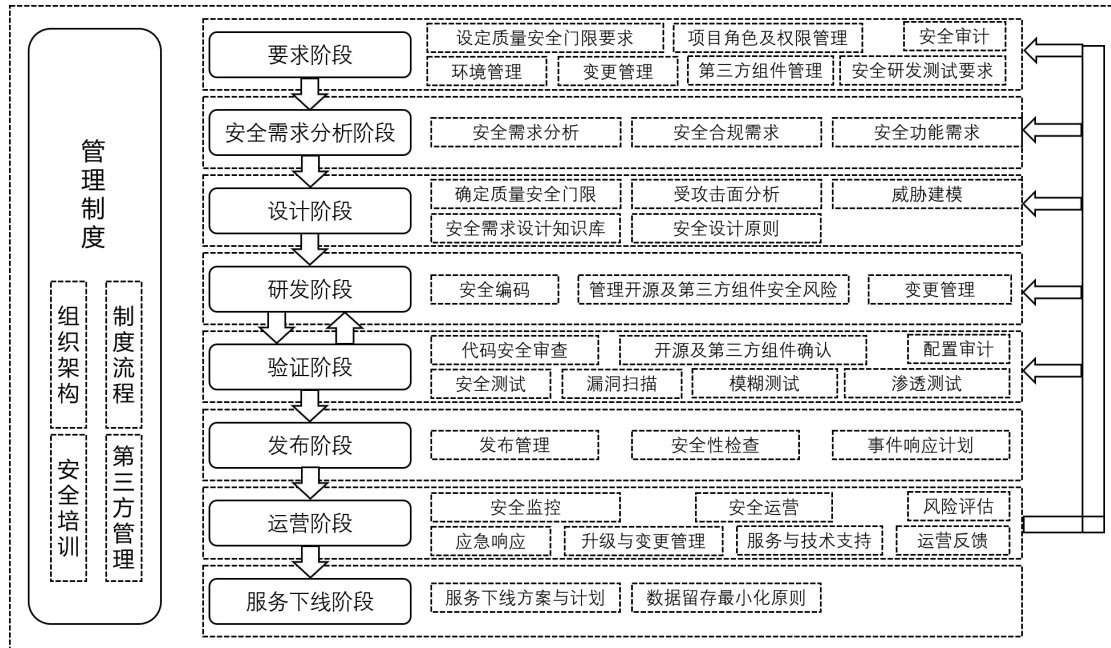 管理制度
组织架构
制度流程
安全培训
第三方管理
要求阶段
设定质量安全门限要求
项目角色及权限管理
安全审计
环境管理
变更管理
第三方组件管理
安全研发测试要求
安全需求分析阶段
安全需求分析
安全合规需求
安全功能需求
设计阶段
确定质量安全门限
受攻击面分析
威胁建模
安全需求设计知识库
安全设计原则
研发阶段
安全编码
管理开源及第三方组件安全风险
变更管理
验证阶段
代码安全审查
开源及第三方组件确认
配置审计
安全测试
漏洞扫描
模糊测试
渗透测试
发布阶段
发布管理
安全性检查
事件响应计划
运营阶段
安全监控
安全运营
风险评估
应急响应
升级与变更管理
服务与技术支持
运营反馈
服务下线阶段
服务下线方案与计划
数据留存最小化原则